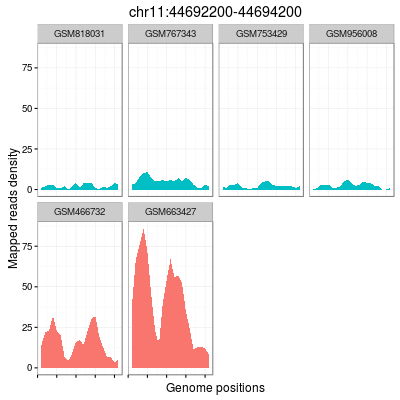 chr11:44692200-44694200
GSM818031 GSM767343 GSM753429 GSM956008
75
50
25
0
Mapped reads density
GSM466732 GSM663427
75
50
25
0
Genome positions